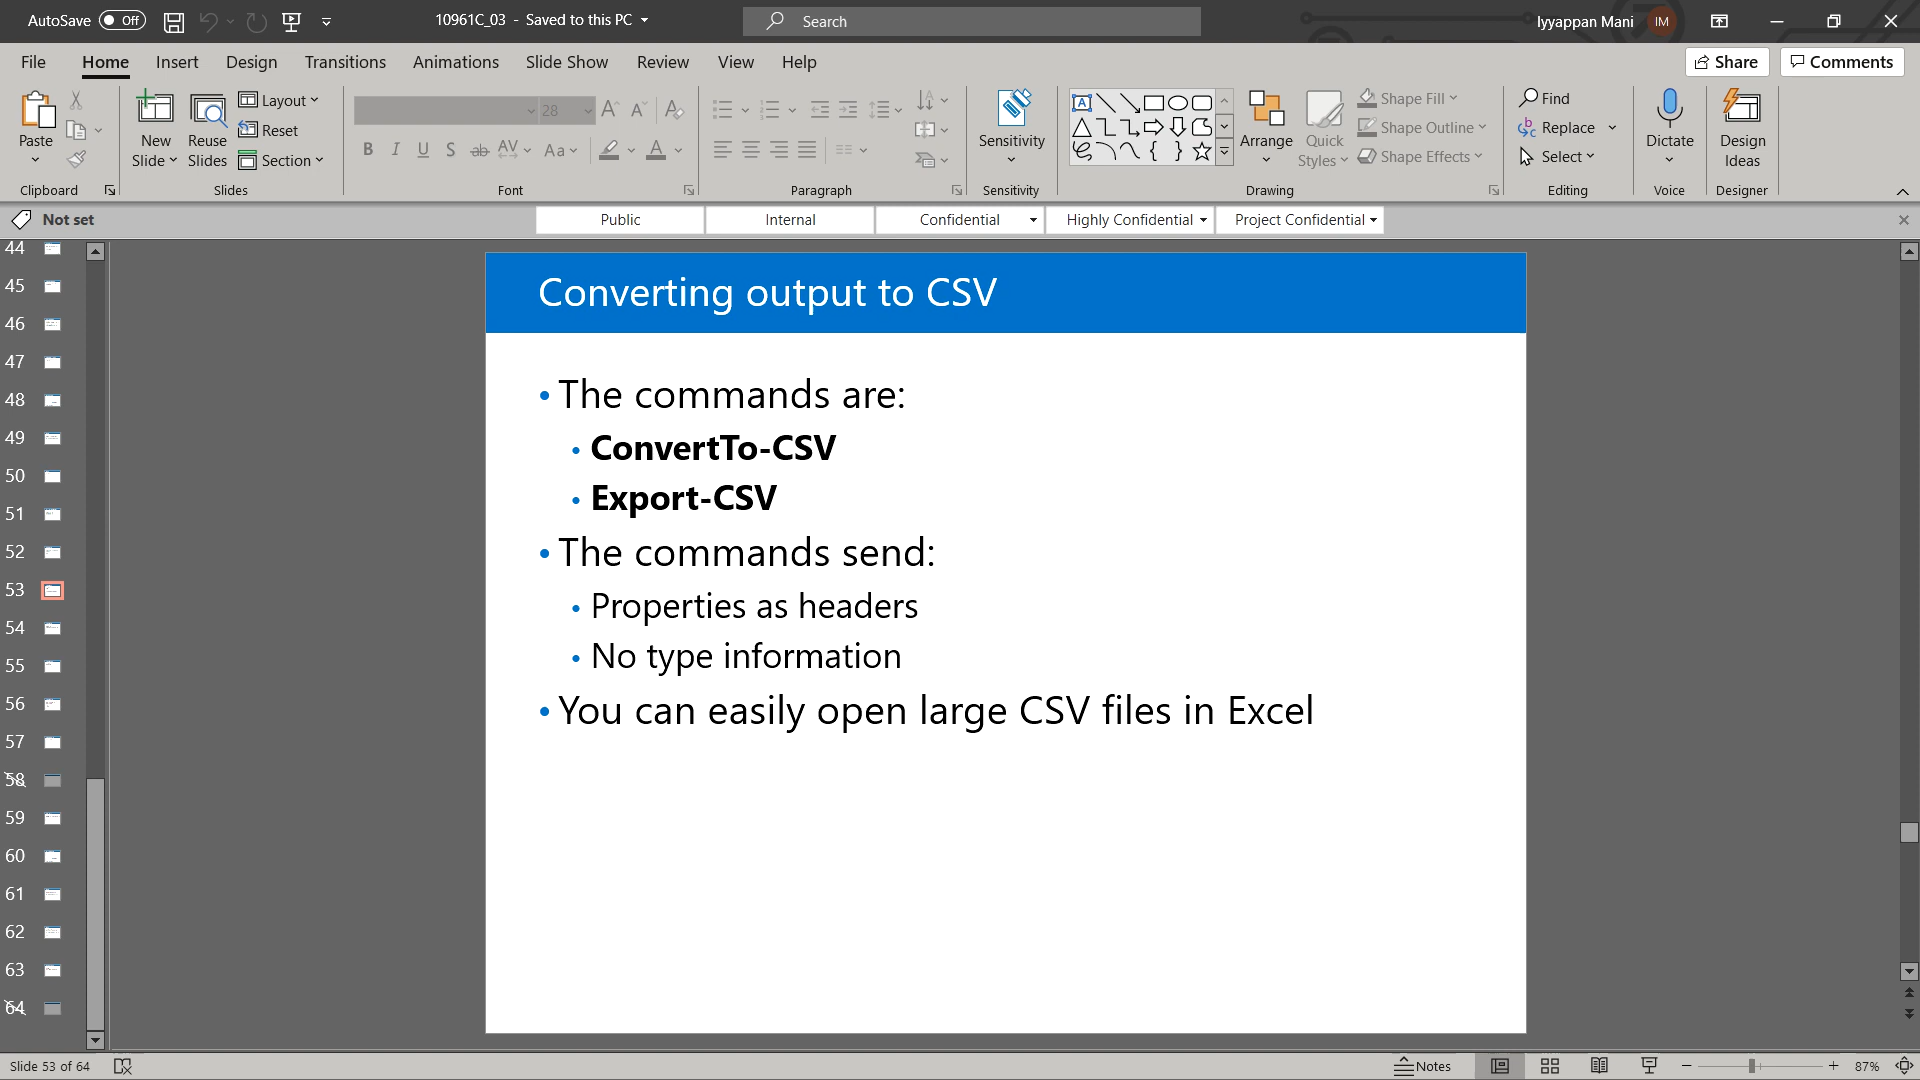 AutoSave Off 10961C_03 - Saved to this PC Search Iyyappan Mani IM
File Home Insert Design Transitions Animations Slide Show Review View Help Share Comments
Paste
Clipboard
New Slide
Reuse Slides
Layout
Reset
Section
Slides
28
B I U S ab AV Aa A
Font
Paragraph
Sensitivity
Sensitivity
Arrange
Quick Styles
Shape Fill
Shape Outline
Shape Effects
Drawing
Find
Replace
Select
Editing
Dictate
Voice
Design Ideas
Designer
Not set Public Internal Confidential Highly Confidential Project Confidential
44
45
46
47
48
49
50
51
52
53
54
55
56
57
58
59
60
61
62
63
64
Converting output to CSV
• The commands are:
• ConvertTo-CSV
• Export-CSV
• The commands send:
• Properties as headers
• No type information
• You can easily open large CSV files in Excel
Slide 53 of 64 Notes 87%